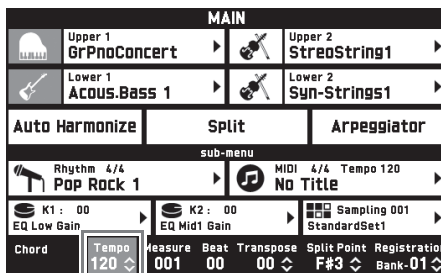 MAIN
Upper 1
GrPnoConcert
Upper 2
StreoString1
Lower 1
Acous.Bass 1
Lower 2
Syn-Strings1
Auto Harmonize Split Arpeggiator
sub-menu
Rhythm 4/4
Pop Rock 1
MIDI 4/4 Tempo 120
No Title
K1: 00
EQ Low Gain
K2: 00
EQ Mid1 Gain
Sampling 001
StandardSet1
Chord Tempo Measure Beat Transpose Split Point Registration
120 001 00 00 F#3 Bank-01